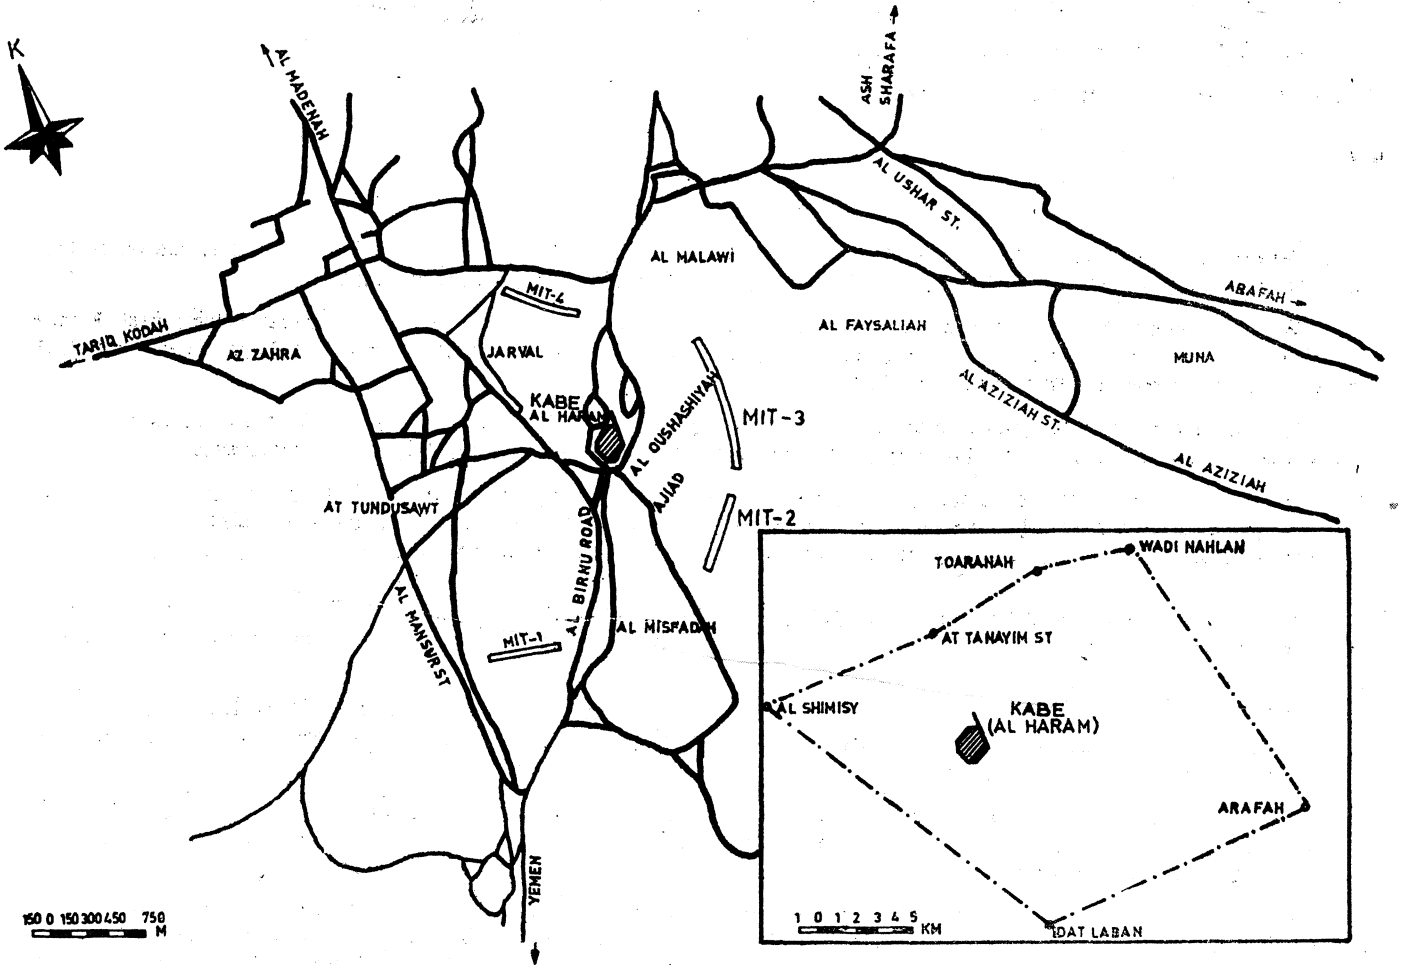 K
AL MADENAH
ASH
SHARAFA
AL USHAR ST.
AL MALAWI
ARAFAH
MIT-4
TARIQ KODAH
AZ ZAHRA
JARVAL
AL FAYSALIAH
MUNA
KABE
AL HARAM
AL OUSHASHIYAH
MIT-3
AL AZIZIAH ST.
AL AZIZIAH
AJIAD
AT TUNDUSAWT
MIT-2
AL BIRNU ROAD
AL MANSUR ST
MIT-1
AL MISFADAH
YEMEN
150 0 150 300 450 750
M
WADI NAHLAN
TOARANAH
AT TANAYIM ST
AL SHIMISY
KABE
(AL HARAM)
ARAFAH
IDAT LABAN
1 0 1 2 3 4 5
KM